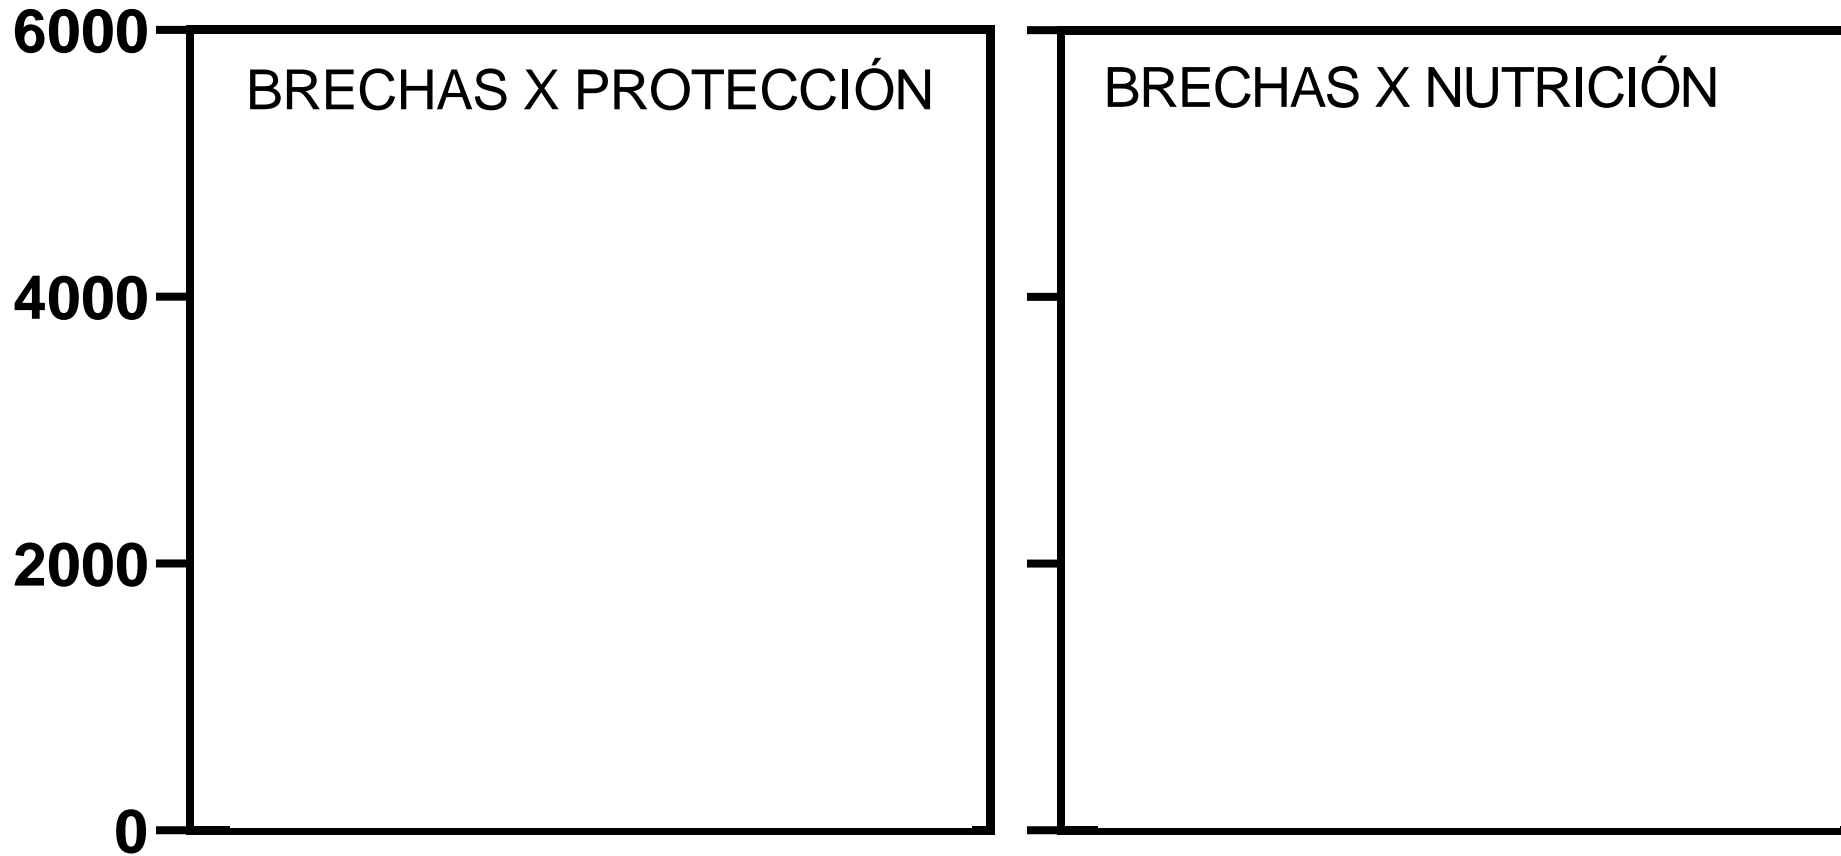 6000
BRECHAS X PROTECCIÓN
BRECHAS X NUTRICIÓN
4000
2000
0